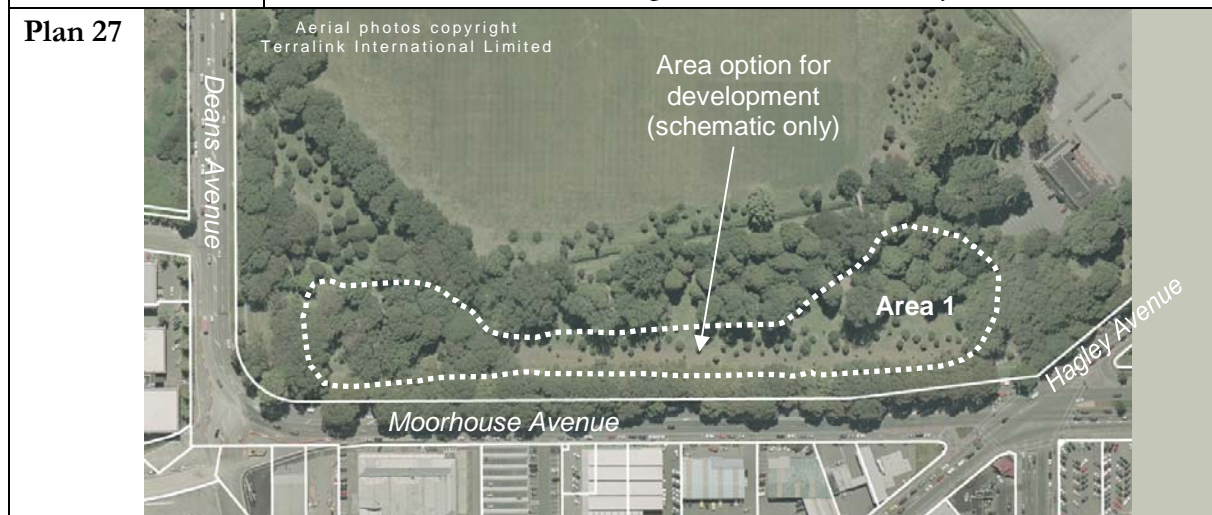 Plan 27
Aerial photos copyright
Terralink International Limited
Deans Avenue
Area option for
development
(schematic only)
Area 1
Hagley Avenue
Moorhouse Avenue